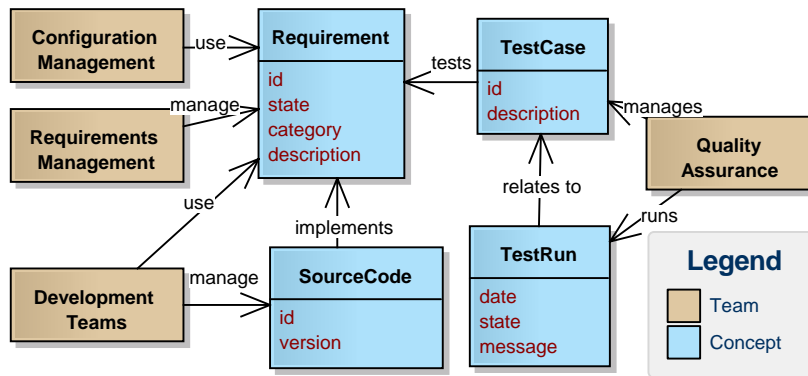 Configuration
Management
use
Requirement
id
state
category
description
tests
TestCase
id
description
manage
manages
Requirements
Management
Quality
Assurance
use
relates to
runs
implements
Development
Teams
manage
SourceCode
id
version
TestRun
date
state
message
Legend
Team
Concept